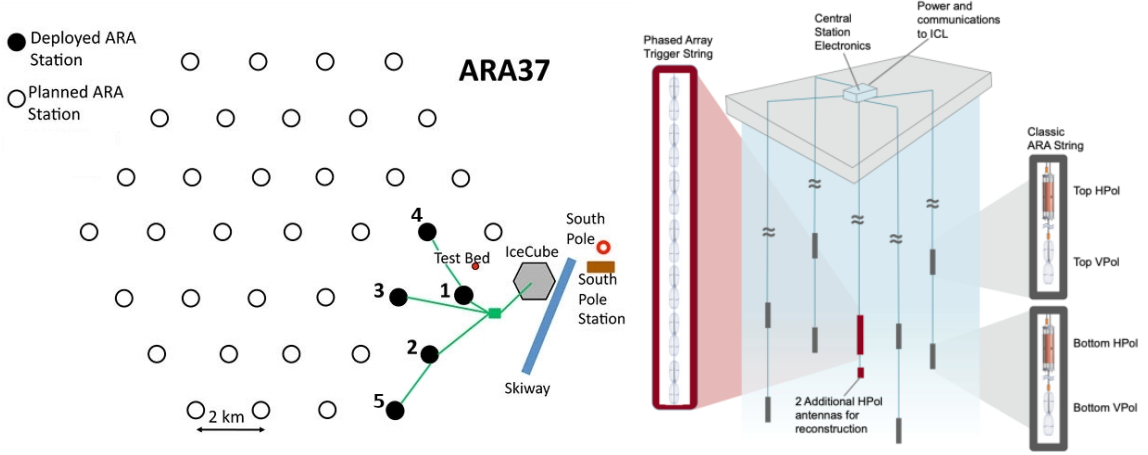 Deployed ARA
Station
Planned ARA
Station
ARA37
4
Test Bed
3
1
2
5
IceCube
South
Pole
South
Pole
Station
Skiway
2 km
Phased Array
Trigger String
Central
Station
Electronics
Power and
communications
to ICL
2 Additional HPol
antennas for
reconstruction
Classic
ARA String
Top HPol
Top VPol
Bottom HPol
Bottom VPol